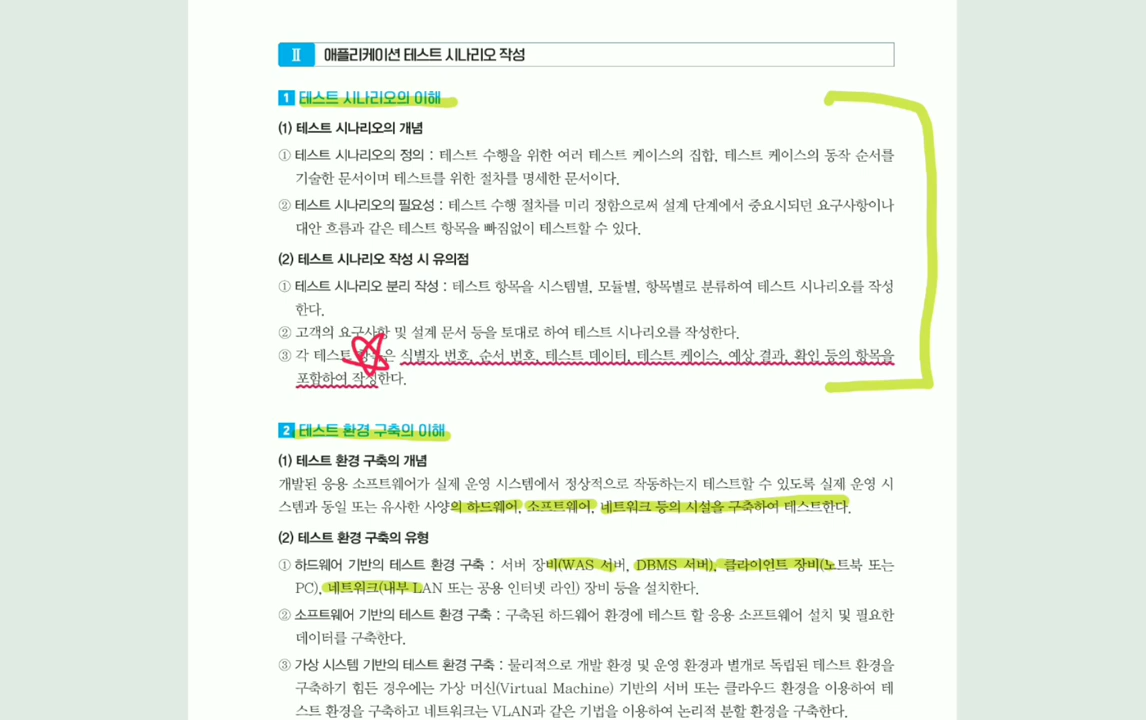 Ⅱ 애플리케이션 테스트 시나리오 작성
1 테스트 시나리오의 이해
(1) 테스트 시나리오의 개념
① 테스트 시나리오의 정의 : 테스트 수행을 위한 여러 테스트 케이스의 집합, 테스트 케이스의 동작 순서를
기술한 문서이며 테스트를 위한 절차를 명세한 문서이다.
② 테스트 시나리오의 필요성 : 테스트 수행 절차를 미리 정함으로써 설계 단계에서 중요시되던 요구사항이나
대안 흐름과 같은 테스트 항목을 빠짐없이 테스트할 수 있다.
(2) 테스트 시나리오 작성 시 유의점
① 테스트 시나리오 분리 작성 : 테스트 항목을 시스템별, 모듈별, 항목별로 분류하여 테스트 시나리오를 작성
한다.
② 고객의 요구사항 및 설계 문서 등을 토대로 하여 테스트 시나리오를 작성한다.
③ 각 테스트 항목은 식별자 번호, 순서 번호, 테스트 데이터, 테스트 케이스, 예상 결과, 확인 등의 항목을
포함하여 작성한다.
2 테스트 환경 구축의 이해
(1) 테스트 환경 구축의 개념
개발된 응용 소프트웨어가 실제 운영 시스템에서 정상적으로 작동하는지 테스트할 수 있도록 실제 운영 시
스템과 동일 또는 유사한 사양의 하드웨어, 소프트웨어, 네트워크 등의 시설을 구축하여 테스트한다.
(2) 테스트 환경 구축의 유형
① 하드웨어 기반의 테스트 환경 구축 : 서버 장비(WAS 서버, DBMS 서버), 클라이언트 장비(노트북 또는
PC), 네트워크(내부 LAN 또는 공용 인터넷 라인) 장비 등을 설치한다.
② 소프트웨어 기반의 테스트 환경 구축 : 구축된 하드웨어 환경에 테스트 할 응용 소프트웨어 설치 및 필요한
데이터를 구축한다.
③ 가상 시스템 기반의 테스트 환경 구축 : 물리적으로 개발 환경 및 운영 환경과 별개로 독립된 테스트 환경을
구축하기 힘든 경우에는 가상 머신(Virtual Machine) 기반의 서버 또는 클라우드 환경을 이용하여 테
스트 환경을 구축하고 네트워크는 VLAN과 같은 기법을 이용하여 논리적 분할 환경을 구축한다.